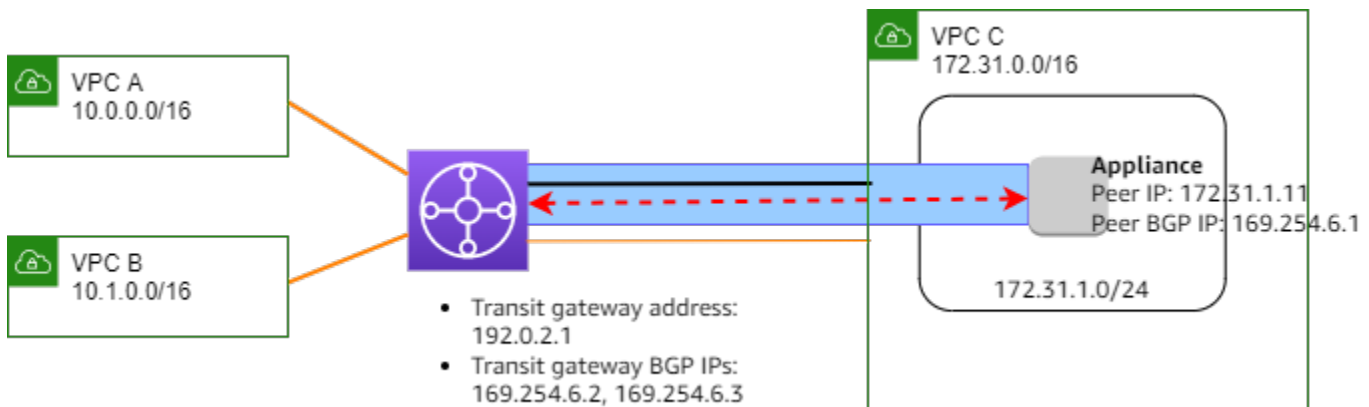 VPC A
10.0.0.0/16
VPC B
10.1.0.0/16
• Transit gateway address:
192.0.2.1
• Transit gateway BGP IPs:
169.254.6.2, 169.254.6.3
VPC C
172.31.0.0/16
Appliance
Peer IP: 172.31.1.11
Peer BGP IP: 169.254.6.1
172.31.1.0/24